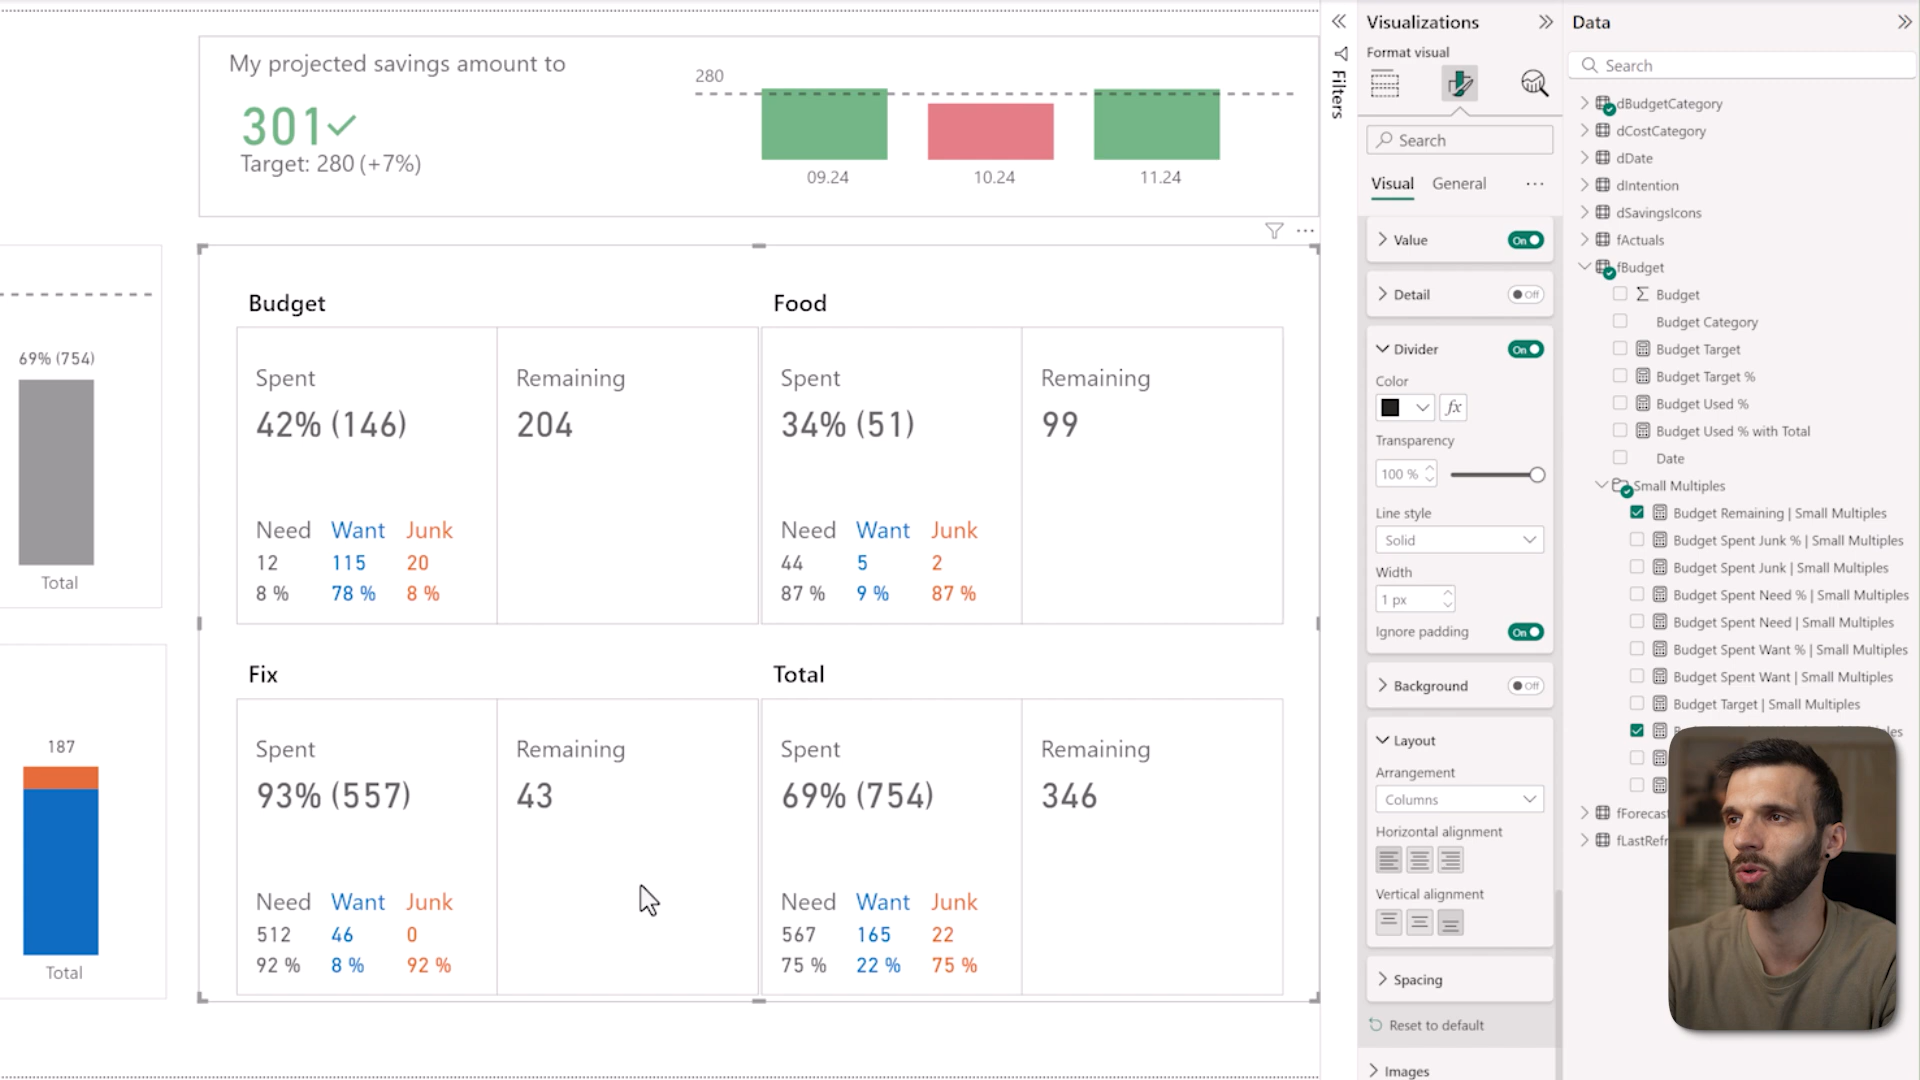 My projected savings amount to
301
Target: 280 (+7%)
280
09.24
10.24
11.24
69% (754)
Total
187
Total
Budget
Spent
42% (146)
Remaining
204
Need Want Junk
12 115 20
8 % 78 % 8 %
Food
Spent
34% (51)
Remaining
99
Need Want Junk
44 5 2
87 % 9 % 87 %
Fix
Spent
93% (557)
Remaining
43
Need Want Junk
512 46 0
92 % 8 % 92 %
Total
Spent
69% (754)
Remaining
346
Need Want Junk
567 165 22
75 % 22 % 75 %
Filters
Visualizations
Format visual
Search
Visual General
Value On
Detail Off
Divider On
Color
fx
Transparency
100 %
Line style
Solid
Width
1 px
Ignore padding On
Background Off
Layout
Arrangement
Columns
Horizontal alignment
Vertical alignment
Spacing
Reset to default
Images
Data
Search
dBudgetCategory
dCostCategory
dDate
dIntention
dSavingsIcons
fActuals
fBudget
Budget
Budget Category
Budget Target
Budget Target %
Budget Used %
Budget Used % with Total
Date
Small Multiples
Budget Remaining | Small Multiples
Budget Spent Junk % | Small Multiples
Budget Spent Junk | Small Multiples
Budget Spent Need % | Small Multiples
Budget Spent Need | Small Multiples
Budget Spent Want % | Small Multiples
Budget Spent Want | Small Multiples
Budget Target | Small Multiples
fForecast
fLastRefr